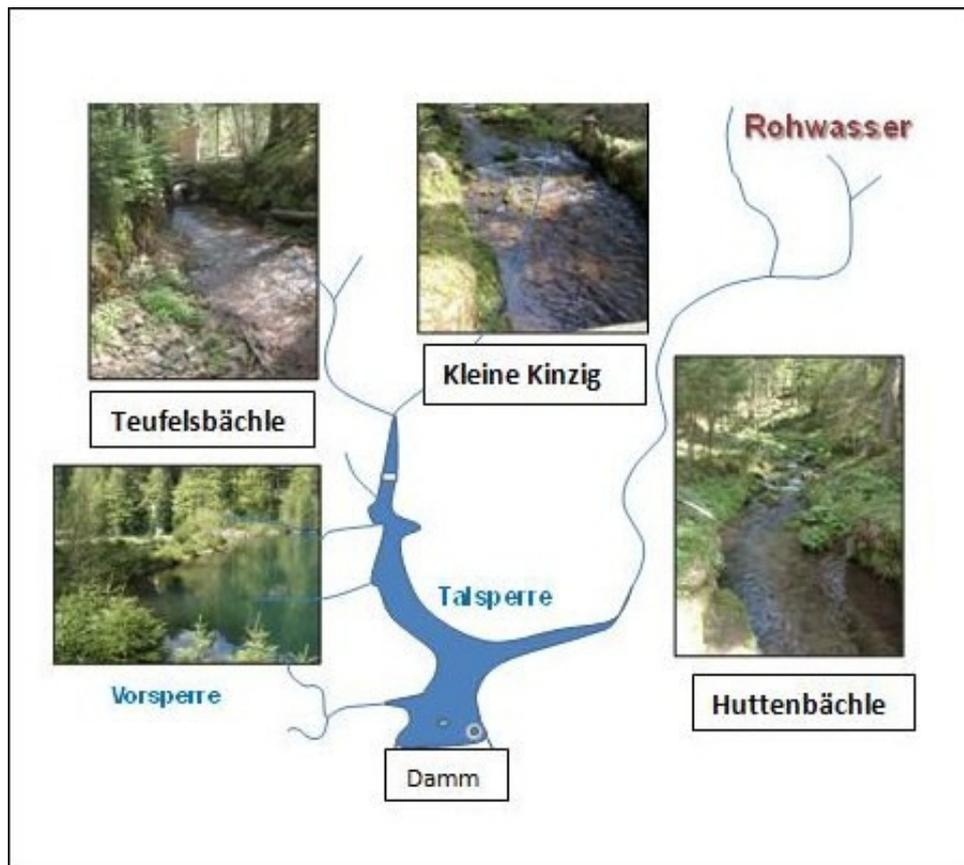 Rohwasser
Kleine Kinzig
Teufelsbächle
Talsperre
Vorsperre
Huttenbächle
Damm